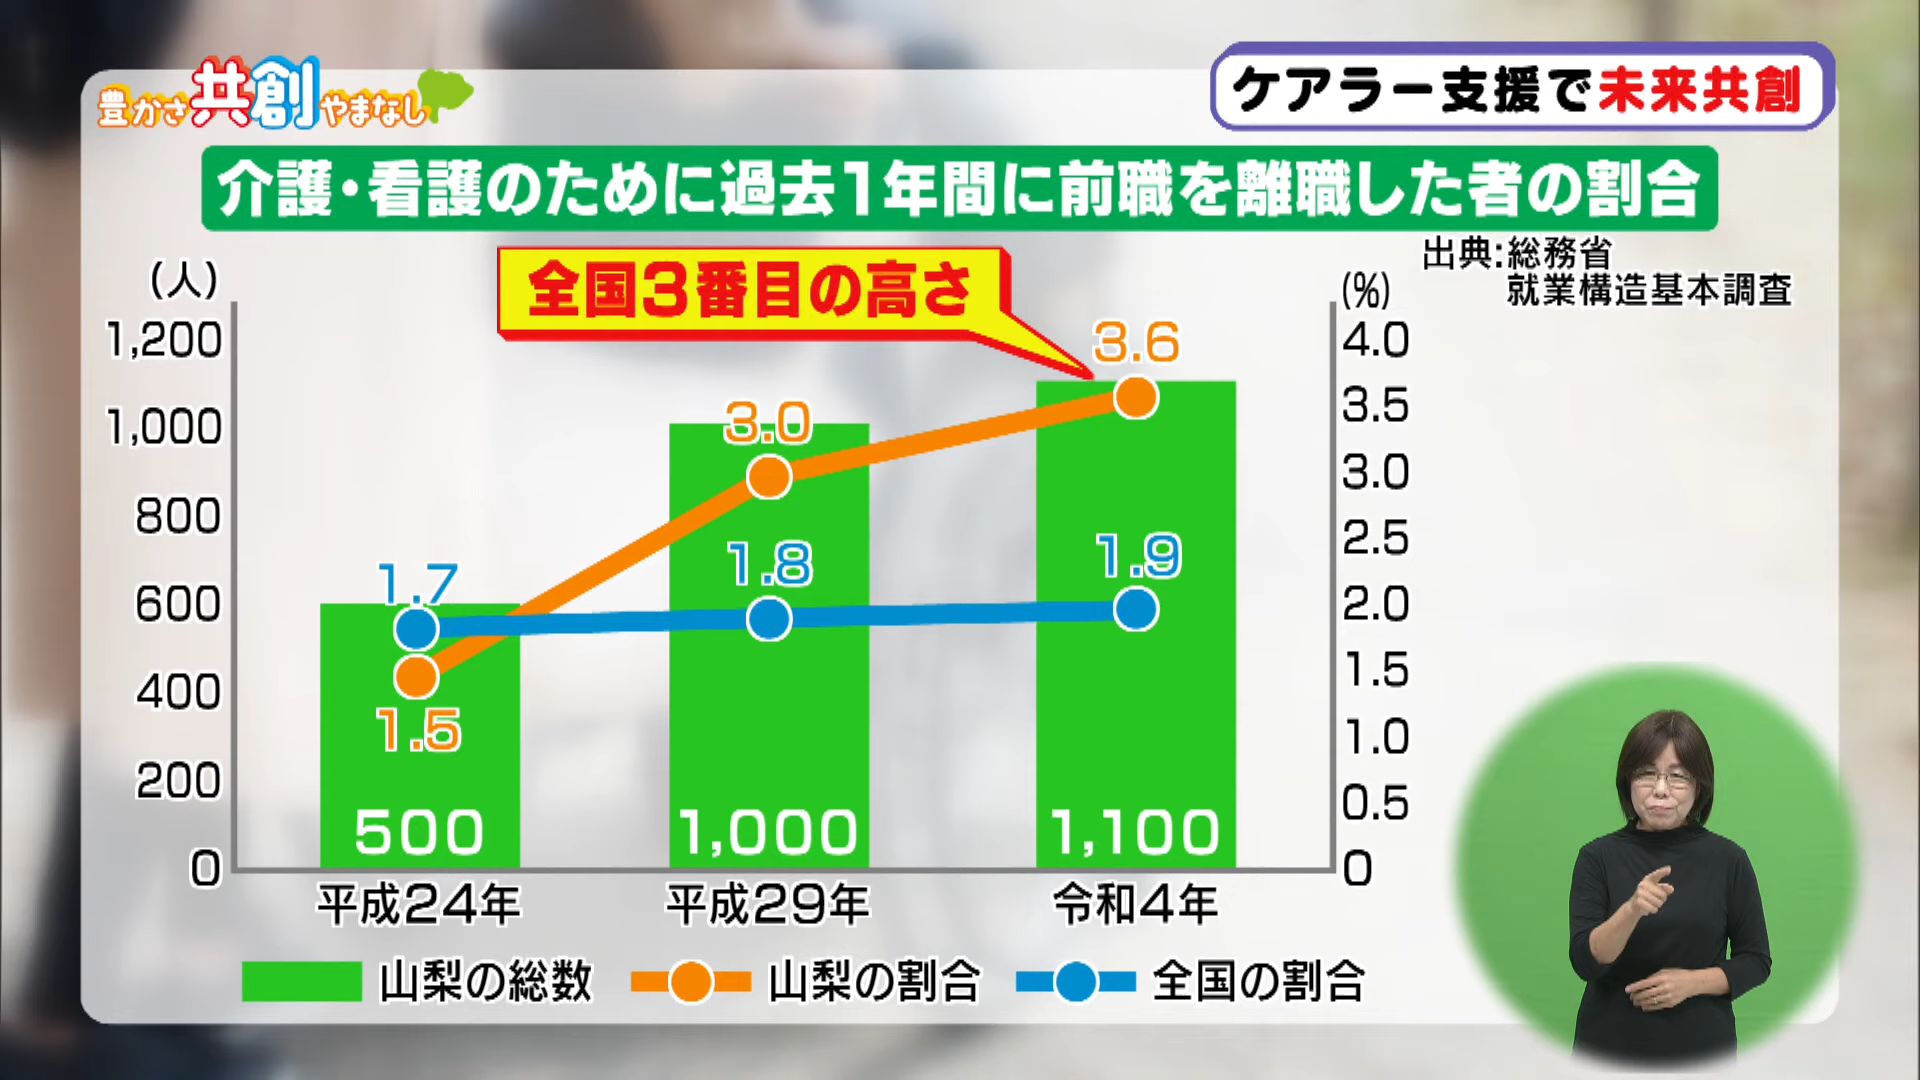 豊かさ共創やまなし
ケアラー支援で未来共創
介護・看護のために過去1年間に前職を離職した者の割合
出典:総務省
就業構造基本調査
全国3番目の高さ
(人)
1,200
1,000
800
600
400
200
0
(%)
4.0
3.5
3.0
2.5
2.0
1.5
1.0
0.5
0
1.7
1.5
500
3.0
1.8
1,000
3.6
1.9
1,100
平成24年
平成29年
令和4年
山梨の総数
山梨の割合
全国の割合